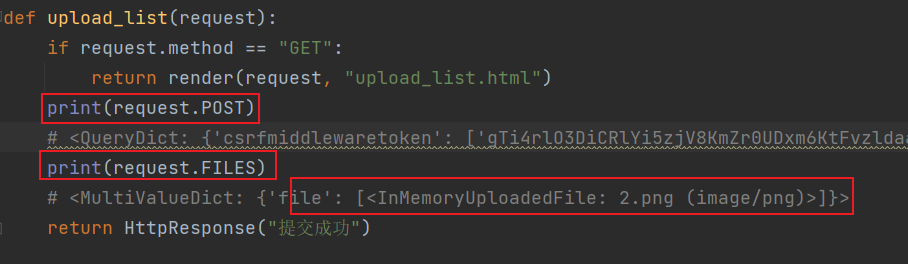 def upload_list(request):
if request.method == "GET":
return render(request, "upload_list.html")
print(request.POST)
# <QueryDict: {'csrfmiddlewaretoken': ['gTi4rlO3DiCRlYi5zjV8KmZr0UDxm6KtFvzldaa
print(request.FILES)
# <MultiValueDict: {'file': [<InMemoryUploadedFile: 2.png (image/png)>]}>
return HttpResponse("提交成功")